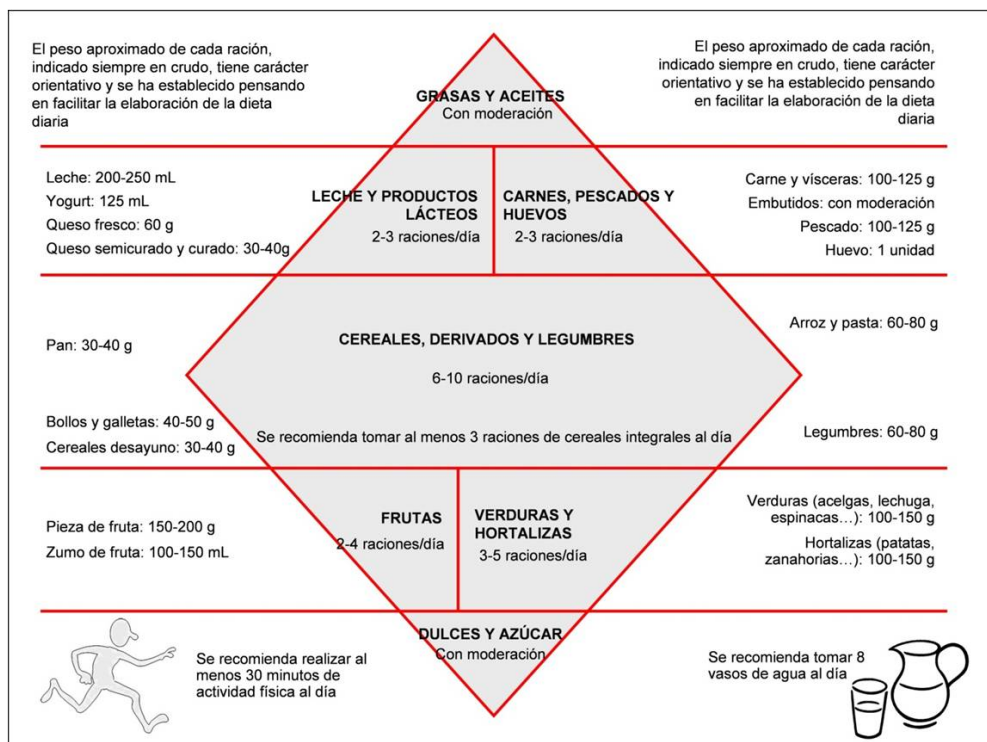 El peso aproximado de cada ración,
indicado siempre en crudo, tiene carácter
orientativo y se ha establecido pensando
en facilitar la elaboración de la dieta
diaria
GRASAS Y ACEITES
Con moderación
El peso aproximado de cada ración,
indicado siempre en crudo, tiene carácter
orientativo y se ha establecido pensando
en facilitar la elaboración de la dieta
diaria
Leche: 200-250 mL
Yogurt: 125 mL
Queso fresco: 60 g
Queso semicurado y curado: 30-40g
LECHE Y PRODUCTOS
LÁCTEOS
2-3 raciones/día
CARNES, PESCADOS Y
HUEVOS
2-3 raciones/día
Carne y vísceras: 100-125 g
Embutidos: con moderación
Pescado: 100-125 g
Huevo: 1 unidad
Pan: 30-40 g
Bollos y galletas: 40-50 g
Cereales desayuno: 30-40 g
CEREALES, DERIVADOS Y LEGUMBRES
6-10 raciones/día
Se recomienda tomar al menos 3 raciones de cereales integrales al día
Arroz y pasta: 60-80 g
Legumbres: 60-80 g
Pieza de fruta: 150-200 g
Zumo de fruta: 100-150 mL
FRUTAS
2-4 raciones/día
VERDURAS Y
HORTALIZAS
3-5 raciones/día
Verduras (acelgas, lechuga,
espinacas…): 100-150 g
Hortalizas (patatas,
zanahorias…): 100-150 g
DULCES Y AZÚCAR
Con moderación
Se recomienda realizar al
menos 30 minutos de
actividad física al día
Se recomienda tomar 8
vasos de agua al día